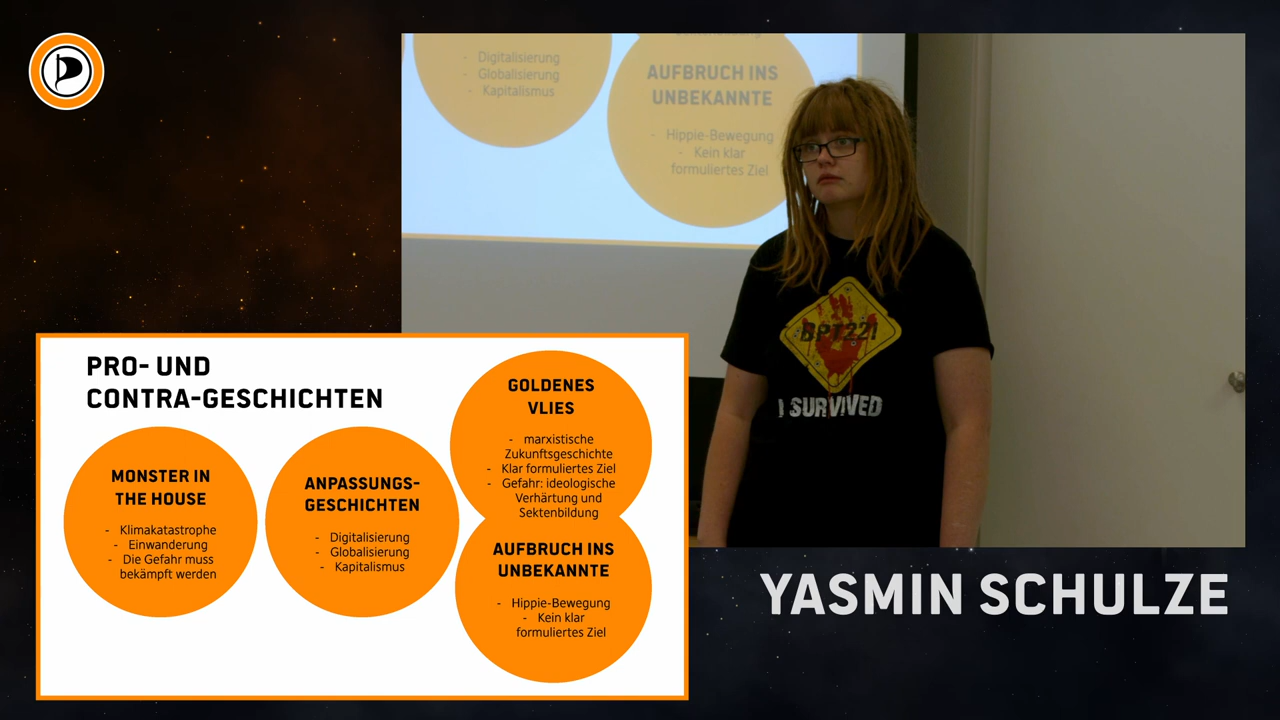 - Digitalisierung
- Globalisierung
- Kapitalismus
AUFBRUCH INS
UNBEKANNTE
- Hippie-Bewegung
- Kein klar
formuliertes Ziel
BPT221
I SURVIVED
PRO- UND
CONTRA-GESCHICHTEN
MONSTER IN
THE HOUSE
- Klimakatastrophe
- Einwanderung
- Die Gefahr muss
bekämpft werden
ANPASSUNGS-
GESCHICHTEN
- Digitalisierung
- Globalisierung
- Kapitalismus
GOLDENES
VLIES
- marxistische
Zukunftsgeschichte
- Klar formuliertes Ziel
- Gefahr: ideologische
Verhärtung und
Sektenbildung
AUFBRUCH INS
UNBEKANNTE
- Hippie-Bewegung
- Kein klar
formuliertes Ziel
YASMIN SCHULZE